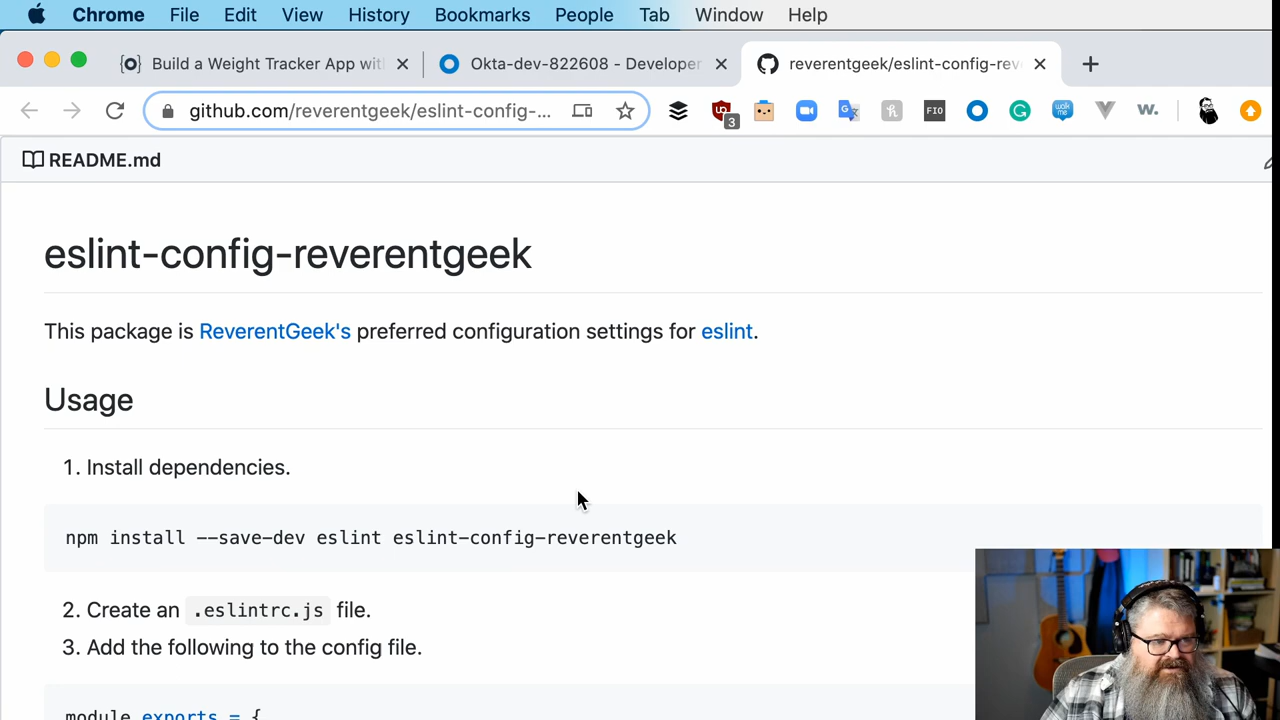 Chrome File Edit View History Bookmarks People Tab Window Help
Build a Weight Tracker App wit
Okta-dev-822608 - Developer
reverentgeek/eslint-config-rev
github.com/reverentgeek/eslint-config-...
3
FIO
w.
README.md
eslint-config-reverentgeek
This package is ReverentGeek's preferred configuration settings for eslint.
Usage
1. Install dependencies.
npm install --save-dev eslint eslint-config-reverentgeek
2. Create an .eslintrc.js file.
3. Add the following to the config file.
module exports = {